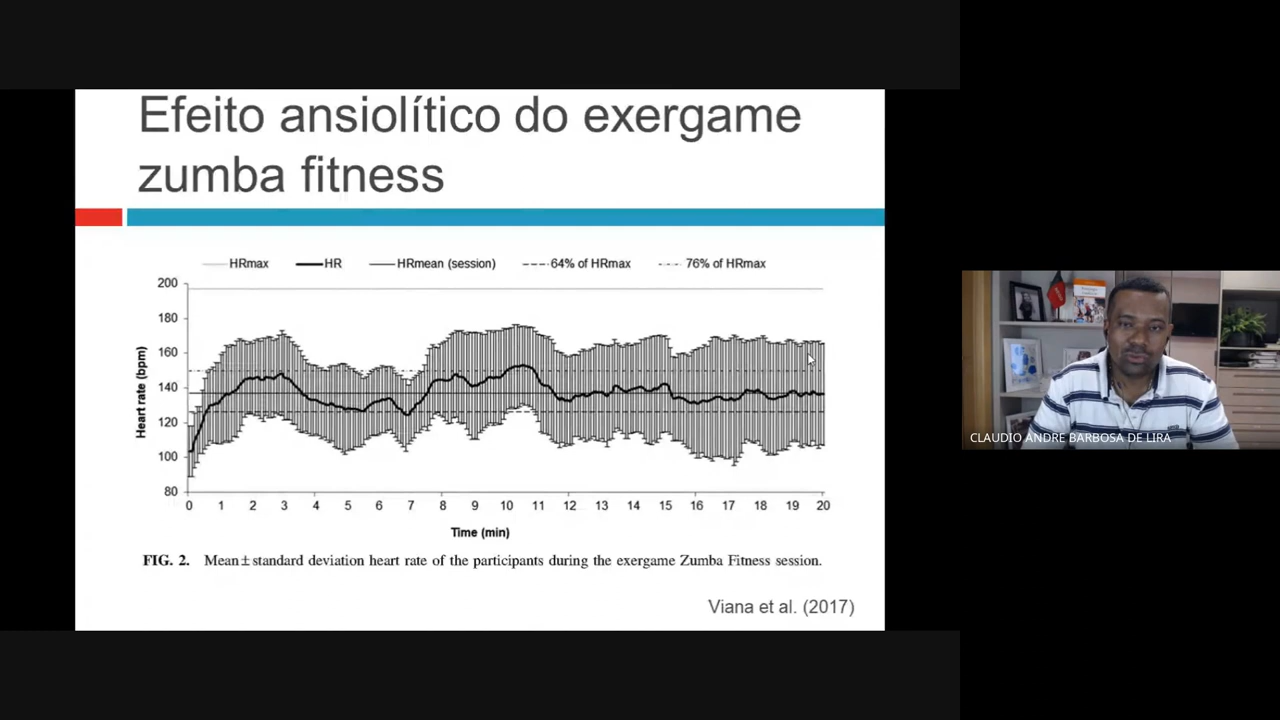 Efeito ansiolítico do exergame
zumba fitness
HRmax HR HRmean (session) 64% of HRmax 76% of HRmax
200
180
160
140
120
100
80
Heart rate (bpm)
0 1 2 3 4 5 6 7 8 9 10 11 12 13 14 15 16 17 18 19 20
Time (min)
FIG. 2. Mean±standard deviation heart rate of the participants during the exergame Zumba Fitness session.
Viana et al. (2017)
CLAUDIO ANDRE BARBOSA DE LIRA